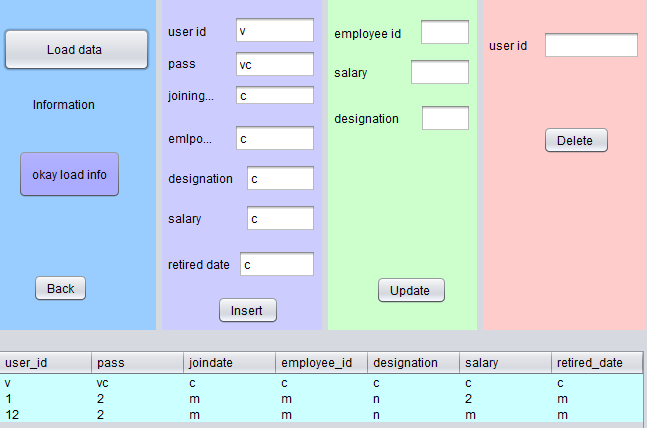 Load data
Information
okay load info
Back
user id v
pass vc
joining... c
emlpo... c
designation c
salary c
retired date c
Insert
employee id
salary
designation
Update
user id
Delete
user_id pass joindate employee_id designation salary retired_date
v vc c c c c c
1 2 m m n 2 m
12 2 m m n m m